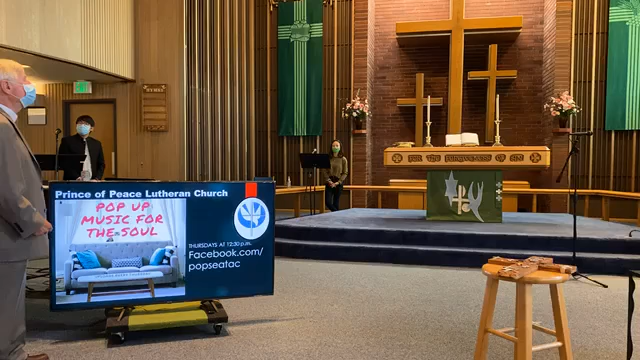 Prince of Peace Lutheran Church
POP UP
MUSIC FOR
THE SOUL
THURSDAYS AT 12:30 p.m.
Facebook.com/
popseatac